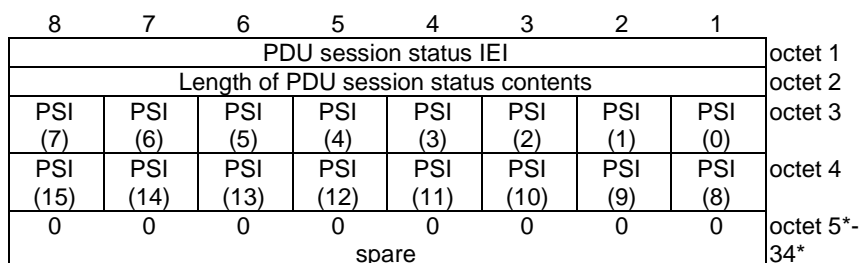 8 7 6 5 4 3 2 1
PDU session status IEI octet 1
Length of PDU session status contents octet 2
PSI PSI PSI PSI PSI PSI PSI PSI octet 3
(7) (6) (5) (4) (3) (2) (1) (0)
PSI PSI PSI PSI PSI PSI PSI PSI octet 4
(15) (14) (13) (12) (11) (10) (9) (8)
0 0 0 0 0 0 0 0 octet 5*-
spare 34*